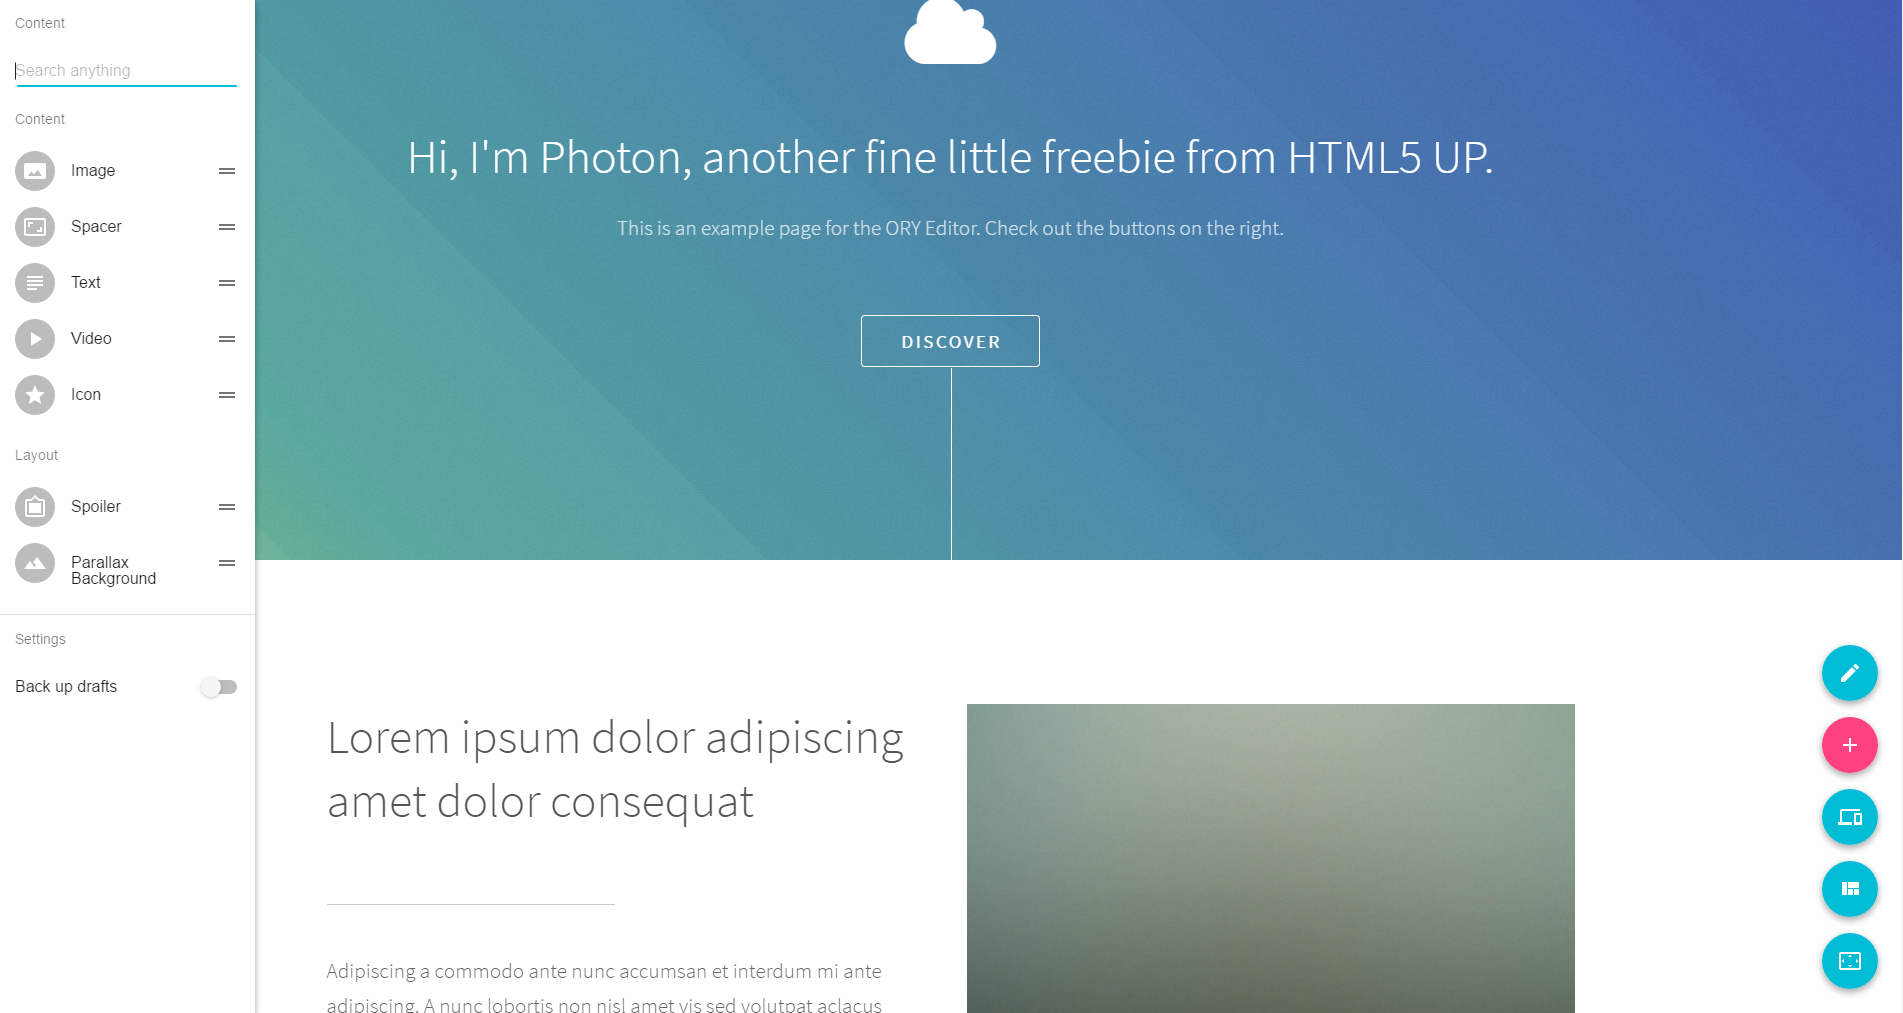 Content
Search anything
Content
Image
Spacer
Text
Video
Icon
Layout
Spoiler
Parallax
Background
Settings
Back up drafts
Hi, I'm Photon, another fine little freebie from HTML5 UP.
This is an example page for the ORY Editor. Check out the buttons on the right.
DISCOVER
Lorem ipsum dolor adipiscing
amet dolor consequat
Adipiscing a commodo ante nunc accumsan et interdum mi ante
adipiscing. A nunc lobortis non nisl amet vis sed volutpat aclacus